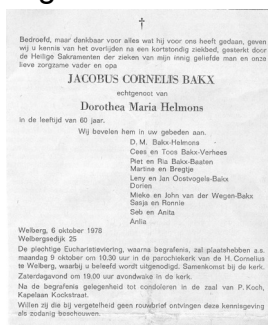 Bedroefd, maar dankbaar voor alles wat hij voor ons heeft gedaan, geven
wij u kennis van het overlijden na een kortstondig ziekbed, gesterkt door
de Heilige Sakramenten der zieken van mijn innig geliefde man en onze
lieve zorgzame vader en opa
JACOBUS CORNELIS BAKX
echtgenoot van
Dorothea Maria Helmons
in de leeftijd van 60 jaar.
Wij bevelen hem in uw gebeden aan.
D. M. Bakx-Helmons
Cees en Toos Bakx-Verhees
Piet en Ria Bakx-Beaten
Martine en Bregtje
Leny en Jan Oostvogels-Bakx
Dorien
Mieke en John van der Wegen-Bakx
Sasja en Ronnie
Seb en Anita
Anita
Welberg, 6 oktober 1978
Welbergsedijk 25
De plechtige Eucharistieviering, waarna begrafenis, zal plaatshebben a.s.
maandag 9 oktober om 10.30 uur in de parochiekerk van de H. Cornelius
te Welberg, waarbij u beleefd wordt uitgenodigd. Samenkomst bij de kerk.
Zaterdagavond om 19.00 uur avondwake in de kerk.
Na de begrafenis gelegenheid tot condoleren in de zaal van P. Koch,
Kapelaan Kockstraat.
Willen zij die bij vergetelheid geen rouwbrief ontvingen deze kennisgeving
als zodanig beschouwen.